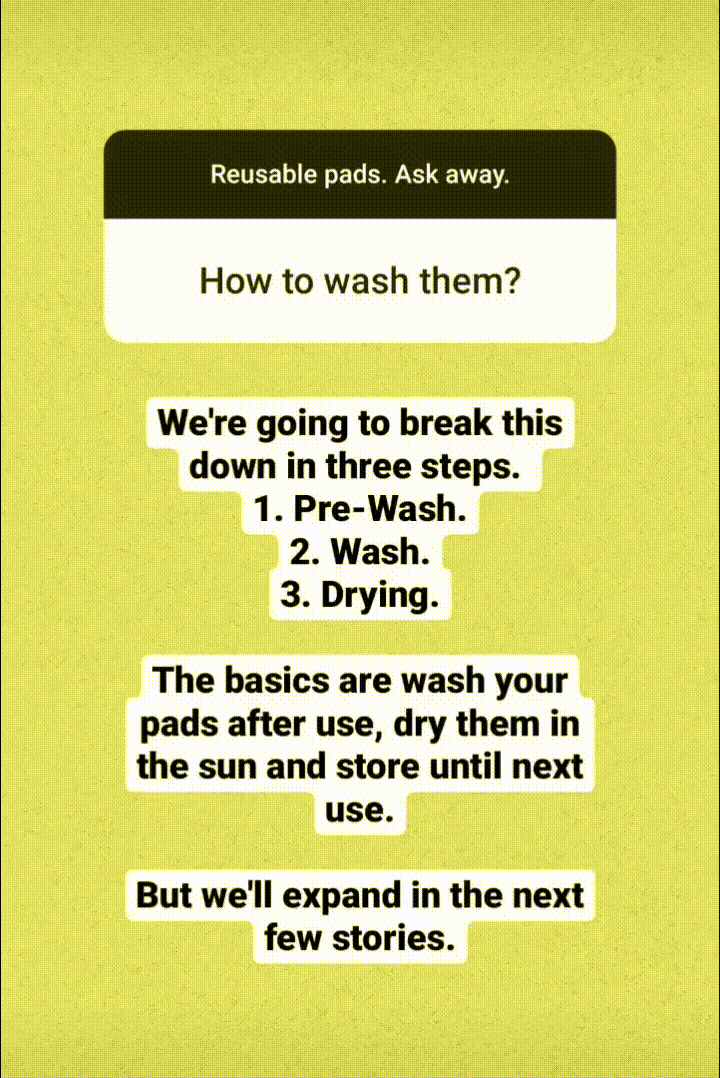 Reusable pads. Ask away.
How to wash them?
We're going to break this
down in three steps.
1. Pre-Wash.
2. Wash.
3. Drying.
The basics are wash your
pads after use, dry them in
the sun and store until next
use.
But we'll expand in the next
few stories.